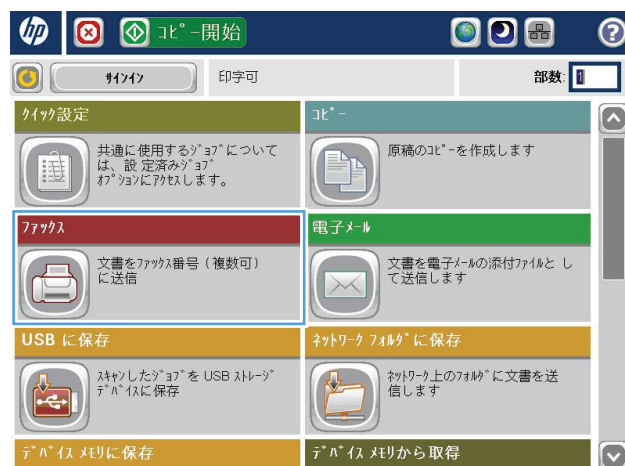 hp
ｺﾋﾟｰ開始
?
ｻｲﾝｲﾝ
印字可
部数: 1
ｸｲｯｸ設定
共通に使用するｼﾞｮﾌﾞについて
は、設 定済みｼﾞｮﾌﾞ
ｵﾌﾟｼｮﾝにｱｸｾｽしま す。
ｺﾋﾟｰ
原稿のｺﾋﾟｰを作成します
ﾌｧｯｸｽ
文書をﾌｧｯｸｽ番号（複数可）
に送信
電子ﾒｰﾙ
文書を電子ﾒｰﾙの添付ﾌｧｲﾙと し
て送信しま す
USB に保存
ｽｷｬﾝしたｼﾞｮﾌﾞを USB ｽﾄﾚｰｼﾞ
ﾃﾞﾊﾞｲｽに保存
ﾈｯﾄﾜｰｸ ﾌｫﾙﾀﾞに保存
ﾈｯﾄﾜｰｸ上のﾌｫﾙﾀﾞに文書を送
信しま す
ﾃﾞﾊﾞｲｽ ﾒﾓﾘに保存
ﾃﾞﾊﾞｲｽ ﾒﾓﾘから取得